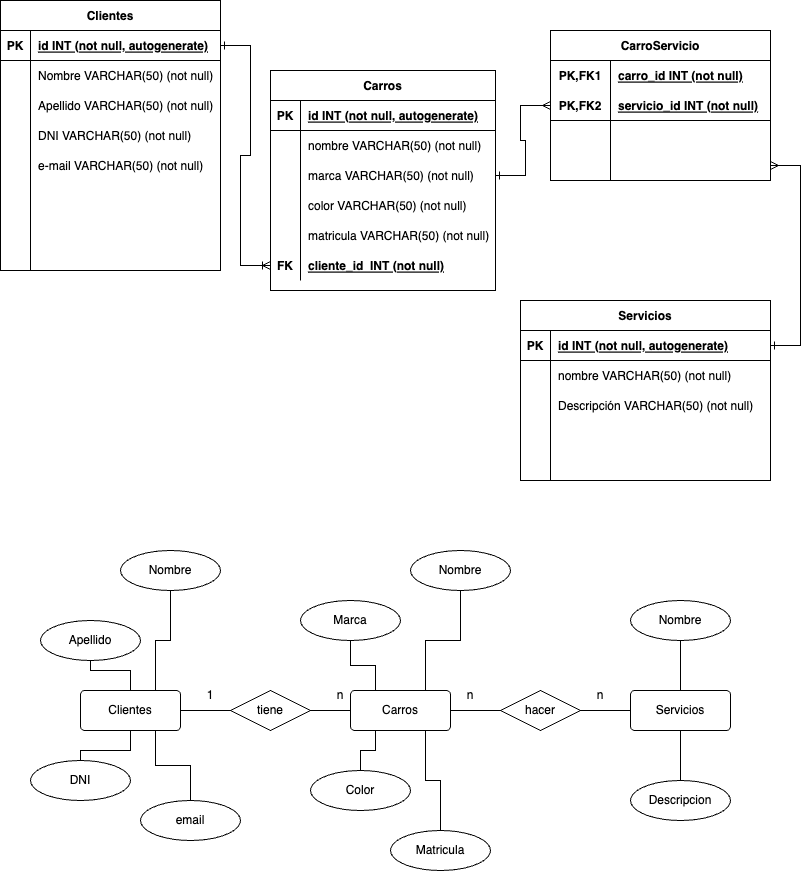 Clientes
PK id INT (not null, autogenerate)
Nombre VARCHAR(50) (not null)
Apellido VARCHAR(50) (not null)
DNI VARCHAR(50) (not null)
e-mail VARCHAR(50) (not null)
Carros
PK id INT (not null, autogenerate)
nombre VARCHAR(50) (not null)
marca VARCHAR(50) (not null)
color VARCHAR(50) (not null)
matricula VARCHAR(50) (not null)
FK cliente_id INT (not null)
CarroServicio
PK,FK1 carro_id INT (not null)
PK,FK2 servicio_id INT (not null)
Servicios
PK id INT (not null, autogenerate)
nombre VARCHAR(50) (not null)
Descripción VARCHAR(50) (not null)
Nombre
Nombre
Apellido
Marca
Nombre
Clientes
1
tiene
n
Carros
n
hacer
n
Servicios
DNI
email
Color
Matricula
Descripcion